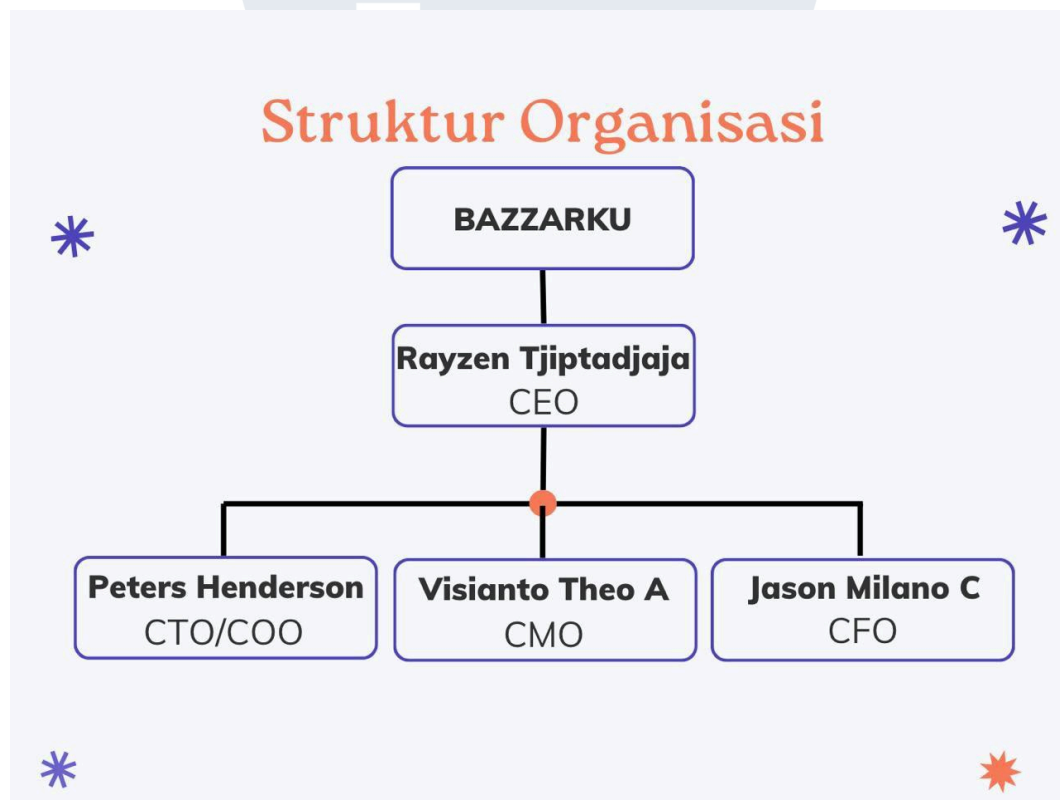 Struktur Organisasi
BAZZARKU
Rayzen Tjiptadjaja
CEO
Peters Henderson
CTO/COO
Visianto Theo A
CMO
Jason Milano C
CFO